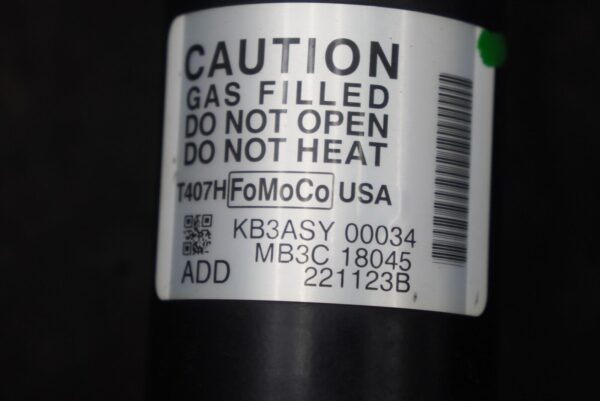 CAUTION
GAS FILLED
DO NOT OPEN
DO NOT HEAT
T407H FoMoCo USA
KB3ASY 00034
MB3C 18045
ADD 221123B